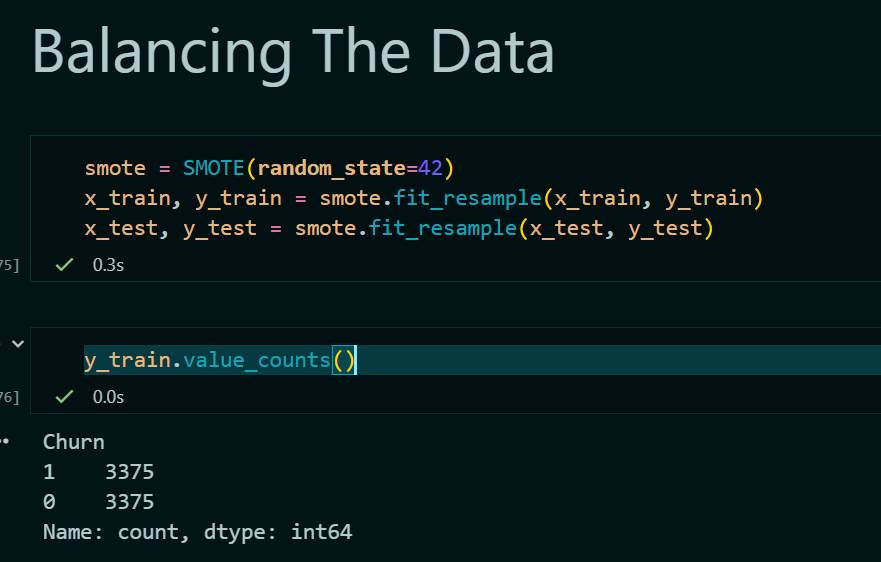 Balancing The Data
smote = SMOTE(random_state=42)
x_train, y_train = smote.fit_resample(x_train, y_train)
x_test, y_test = smote.fit_resample(x_test, y_test)
75]
0.3s
y_train.value_counts()
76]
0.0s
Churn
1    3375
0    3375
Name: count, dtype: int64